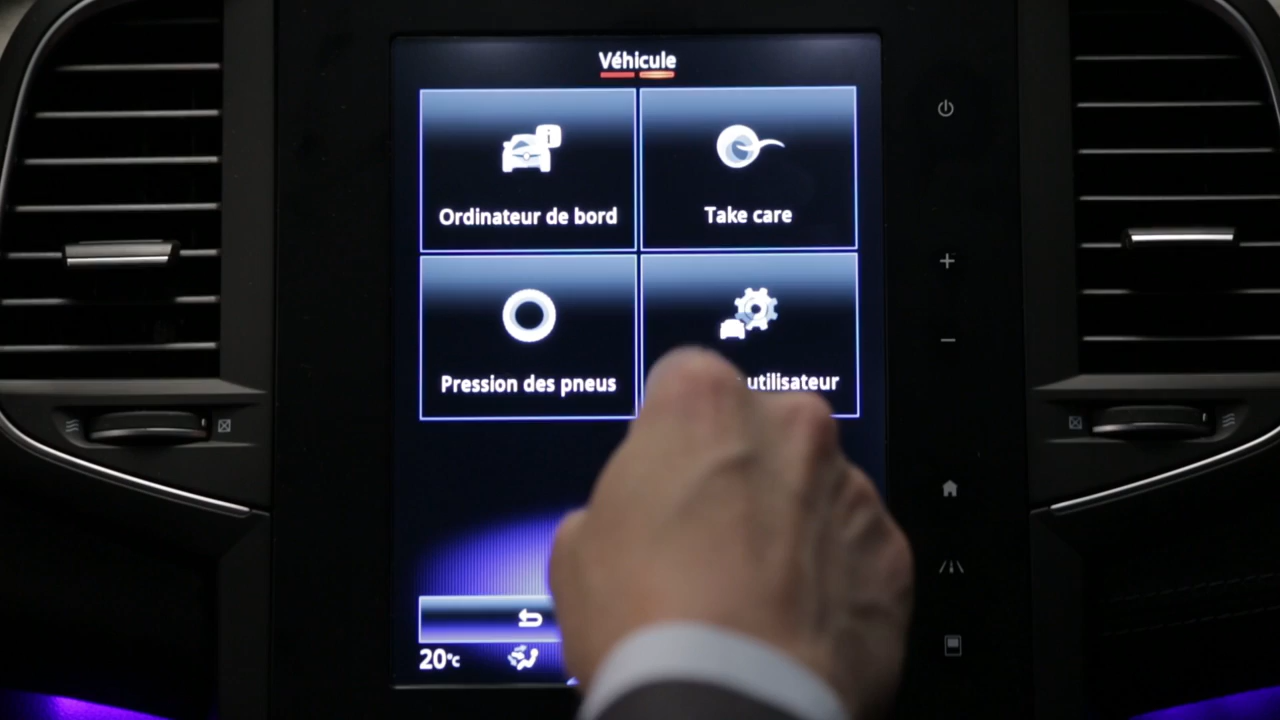 Véhicule
Ordinateur de bord
Take care
Pression des pneus
utilisateur
20°C